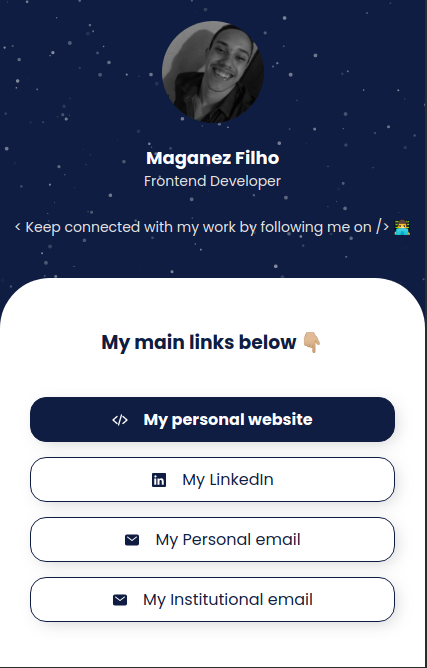 Maganez Filho
Frontend Developer
< Keep connected with my work by following me on /> 👨🏽‍💻
My main links below 👇🏼
</> My personal website
in My LinkedIn
My Personal email
My Institutional email